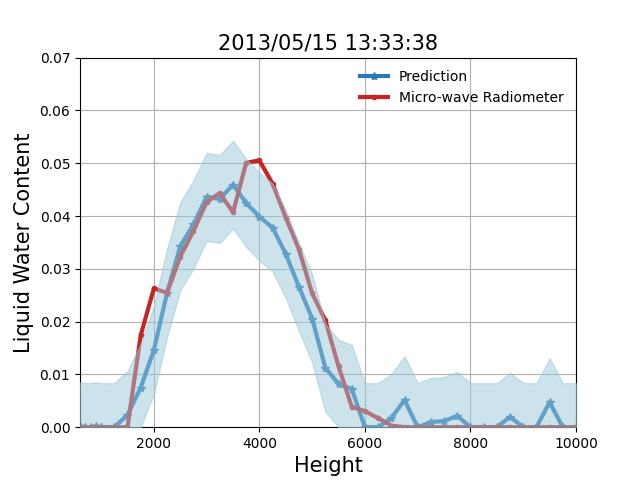 2013/05/15 13:33:38
Liquid Water Content
0.07
0.06
0.05
0.04
0.03
0.02
0.01
0.00
Prediction
Micro-wave Radiometer
2000 4000 6000 8000 10000
Height